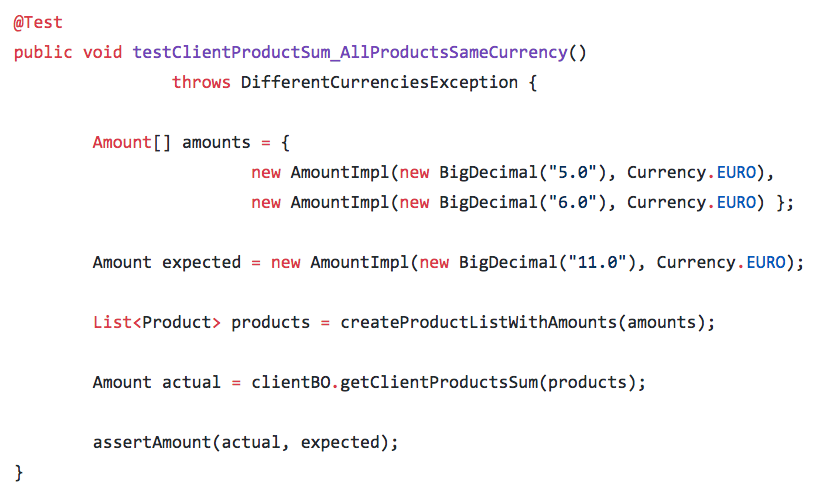 @Test
public void testClientProductSum_AllProductsSameCurrency()
throws DifferentCurrenciesException {
Amount[] amounts = {
new AmountImpl(new BigDecimal("5.0"), Currency.EURO),
new AmountImpl(new BigDecimal("6.0"), Currency.EURO) };
Amount expected = new AmountImpl(new BigDecimal("11.0"), Currency.EURO);
List<Product> products = createProductListWithAmounts(amounts);
Amount actual = clientBO.getClientProductsSum(products);
assertAmount(actual, expected);
}